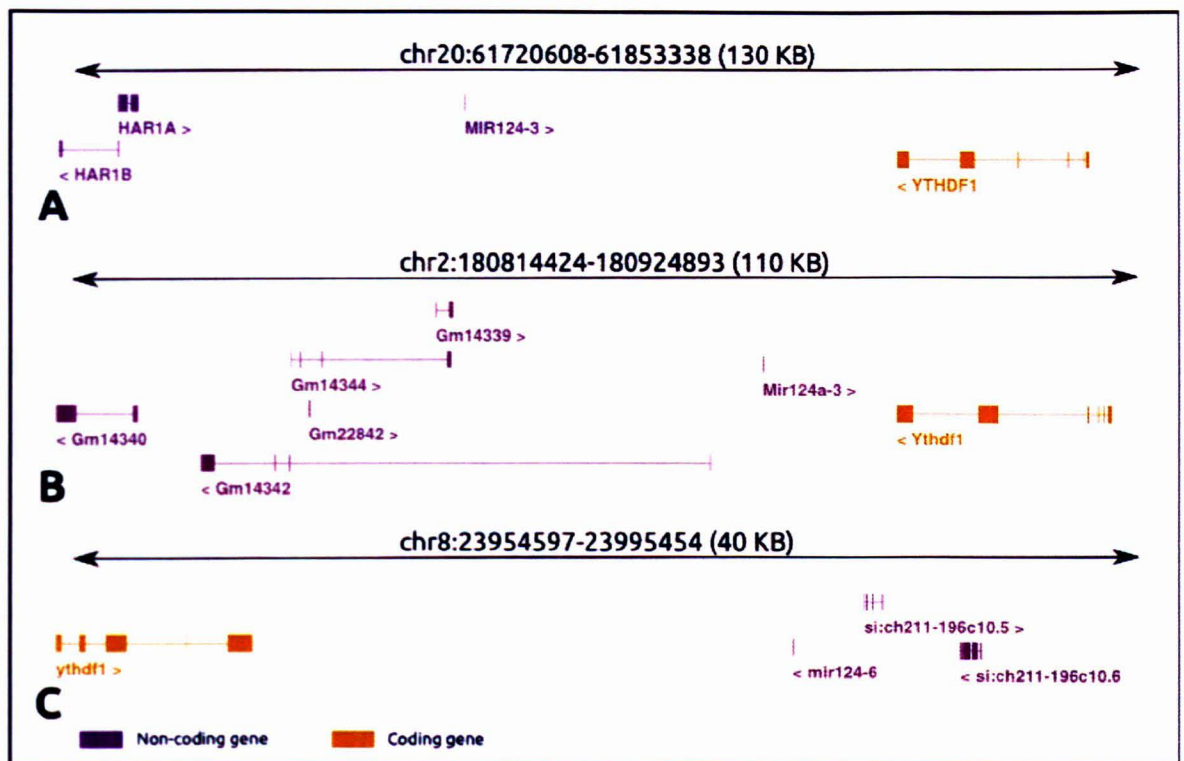 chr20:61720608-61853338 (130 KB)
HAR1A >
MIR124-3 >
< HAR1B
< YTHDF1
A
chr2:180814424-180924893 (110 KB)
Gm14339 >
Gm14344 >
Mir124a-3 >
Gm22842 >
< Gm14340
< Ythdf1
< Gm14342
B
chr8:23954597-23995454 (40 KB)
si:ch211-196c10.5 >
ythdf1 >
< mir124-6
< si:ch211-196c10.6
C
Non-coding gene
Coding gene